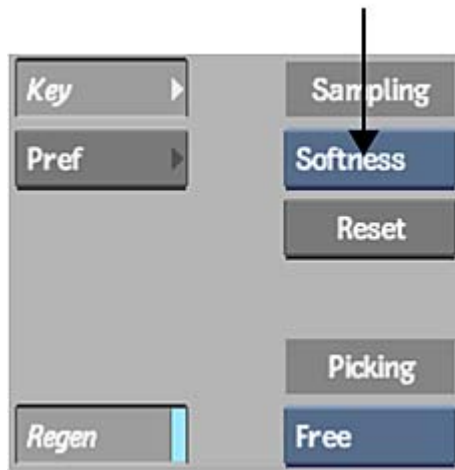 Key
Sampling
Pref
Softness
Reset
Picking
Regen
Free